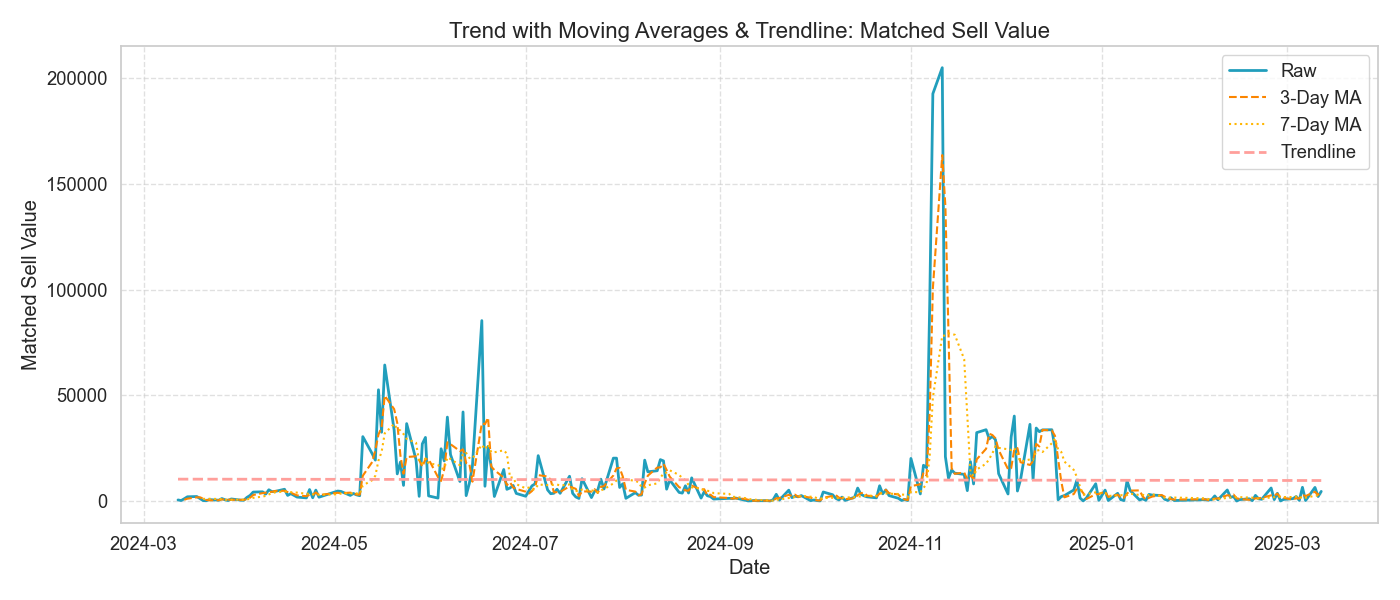 Trend with Moving Averages & Trendline: Matched Sell Value
Raw
3-Day MA
7-Day MA
Trendline
Matched Sell Value
200000
150000
100000
50000
0
2024-03
2024-05
2024-07
2024-09
2024-11
2025-01
2025-03
Date